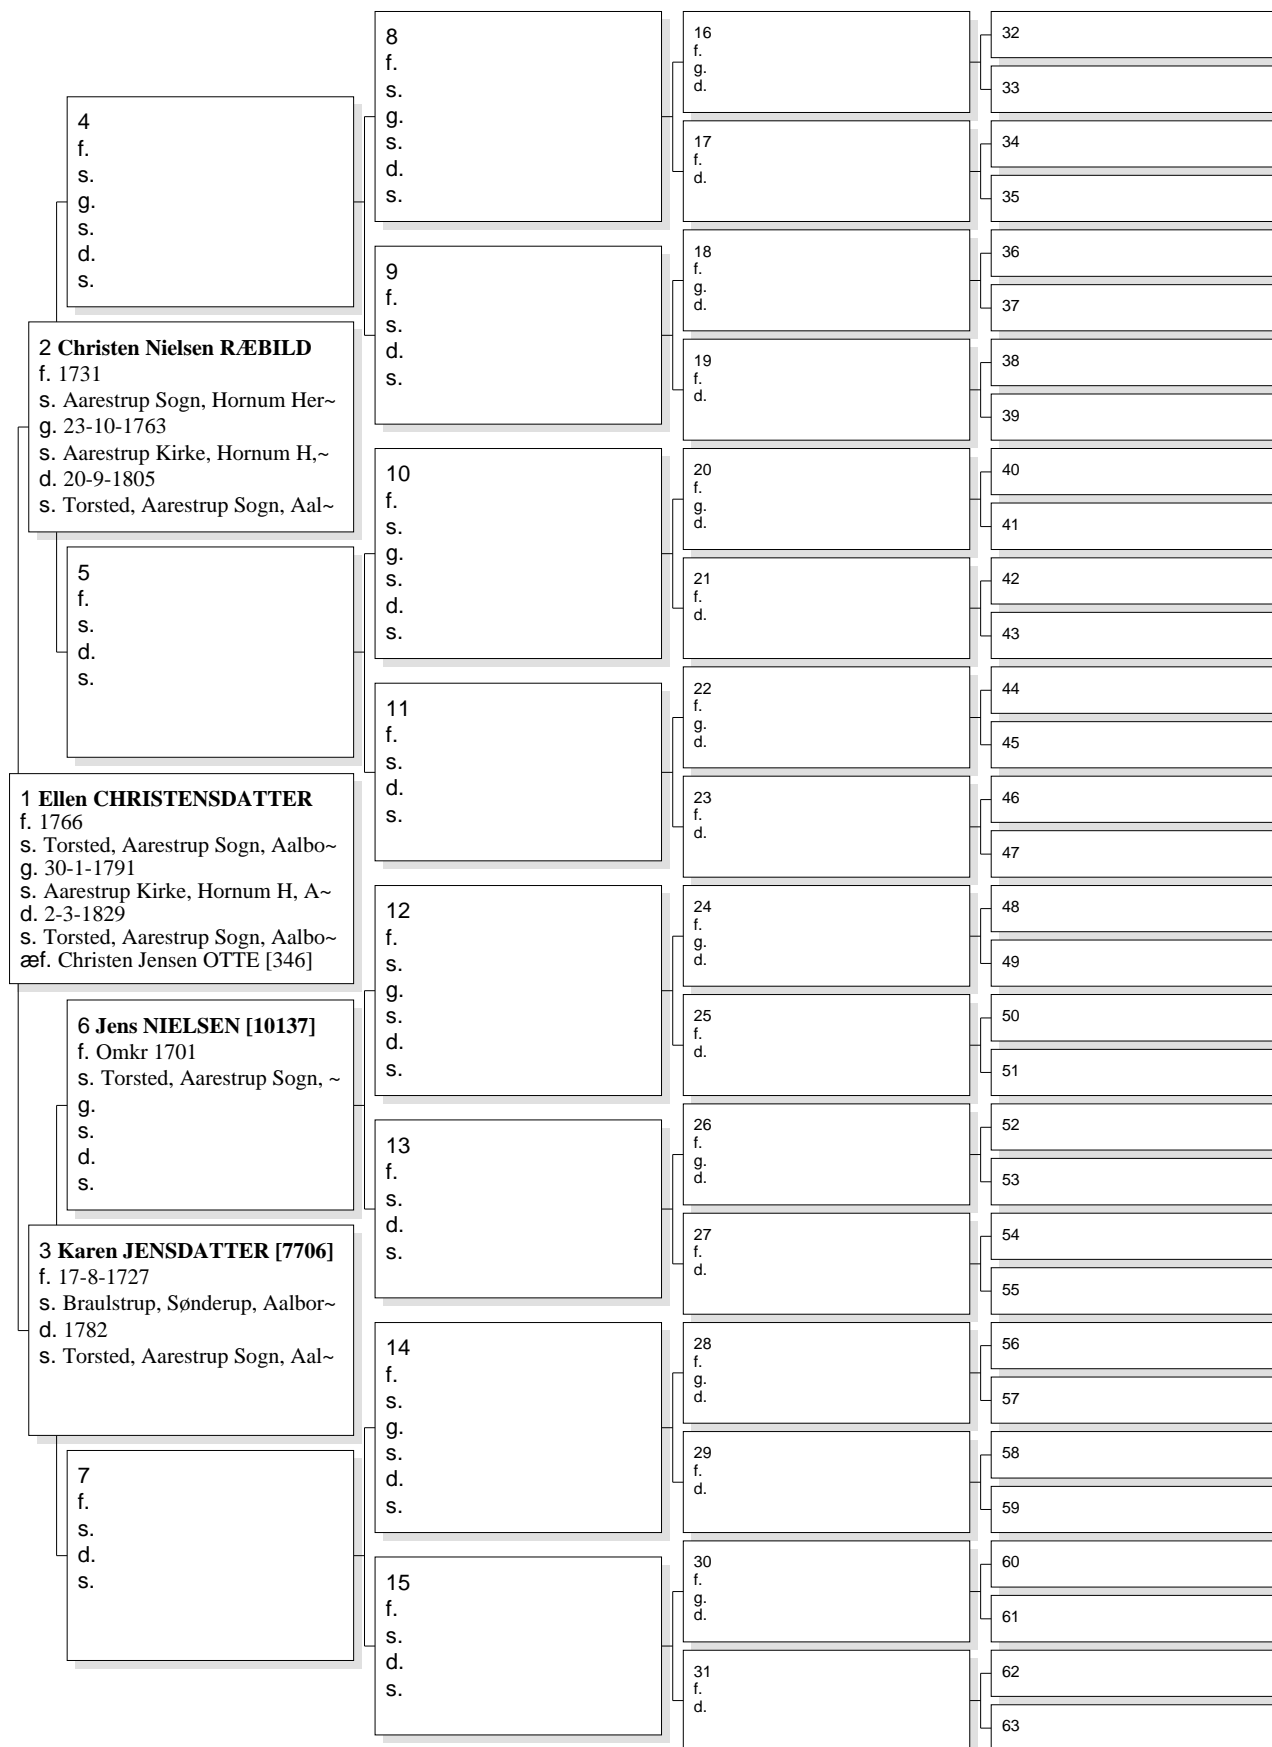 4
f.
s.
g.
s.
d.
s.
2 Christen Nielsen RÆBILD
f. 1731
s. Aarestrup Sogn, Hornum Her~
g. 23-10-1763
s. Aarestrup Kirke, Hornum H,~
d. 20-9-1805
s. Torsted, Aarestrup Sogn, Aal~
5
f.
s.
d.
s.
1 Ellen CHRISTENSDATTER
f. 1766
s. Torsted, Aarestrup Sogn, Aalbo~
g. 30-1-1791
s. Aarestrup Kirke, Hornum H, A~
d. 2-3-1829
s. Torsted, Aarestrup Sogn, Aalbo~
æf. Christen Jensen OTTE [346]
6 Jens NIELSEN [10137]
f. Omkr 1701
s. Torsted, Aarestrup Sogn, ~
g.
s.
d.
s.
3 Karen JENSDATTER [7706]
f. 17-8-1727
s. Braulstrup, Sønderup, Aalbor~
d. 1782
s. Torsted, Aarestrup Sogn, Aal~
7
f.
s.
d.
s.
8
f.
s.
g.
s.
d.
s.
9
f.
s.
d.
s.
10
f.
s.
g.
s.
d.
s.
11
f.
s.
d.
s.
12
f.
s.
g.
s.
d.
s.
13
f.
s.
d.
s.
14
f.
s.
g.
s.
d.
s.
15
f.
s.
d.
s.
16
f.
g.
d.
17
f.
d.
18
f.
g.
d.
19
f.
d.
20
f.
g.
d.
21
f.
d.
22
f.
g.
d.
23
f.
d.
24
f.
g.
d.
25
f.
d.
26
f.
g.
d.
27
f.
d.
28
f.
g.
d.
29
f.
d.
30
f.
g.
d.
31
f.
d.
32
33
34
35
36
37
38
39
40
41
42
43
44
45
46
47
48
49
50
51
52
53
54
55
56
57
58
59
60
61
62
63